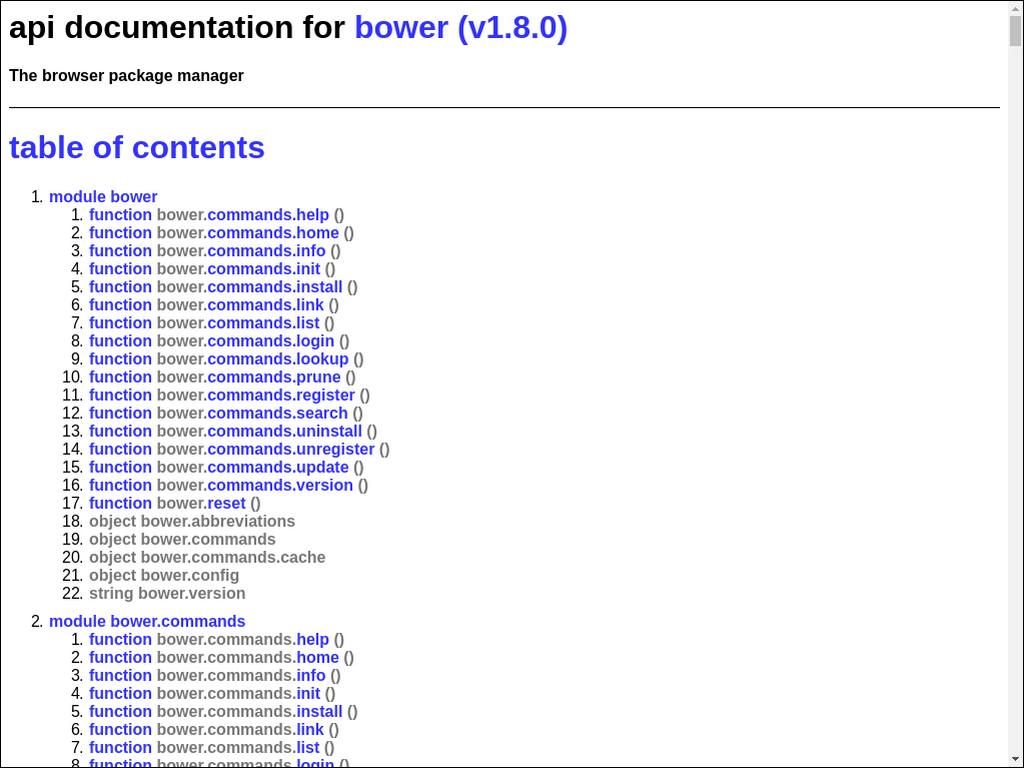 api documentation for bower (v1.8.0)
The browser package manager
table of contents
1. module bower
1. function bower.commands.help ()
2. function bower.commands.home ()
3. function bower.commands.info ()
4. function bower.commands.init ()
5. function bower.commands.install ()
6. function bower.commands.link ()
7. function bower.commands.list ()
8. function bower.commands.login ()
9. function bower.commands.lookup ()
10. function bower.commands.prune ()
11. function bower.commands.register ()
12. function bower.commands.search ()
13. function bower.commands.uninstall ()
14. function bower.commands.unregister ()
15. function bower.commands.update ()
16. function bower.commands.version ()
17. function bower.reset ()
18. object bower.abbreviations
19. object bower.commands
20. object bower.commands.cache
21. object bower.config
22. string bower.version
2. module bower.commands
1. function bower.commands.help ()
2. function bower.commands.home ()
3. function bower.commands.info ()
4. function bower.commands.init ()
5. function bower.commands.install ()
6. function bower.commands.link ()
7. function bower.commands.list ()
8. function bower.commands.login ()